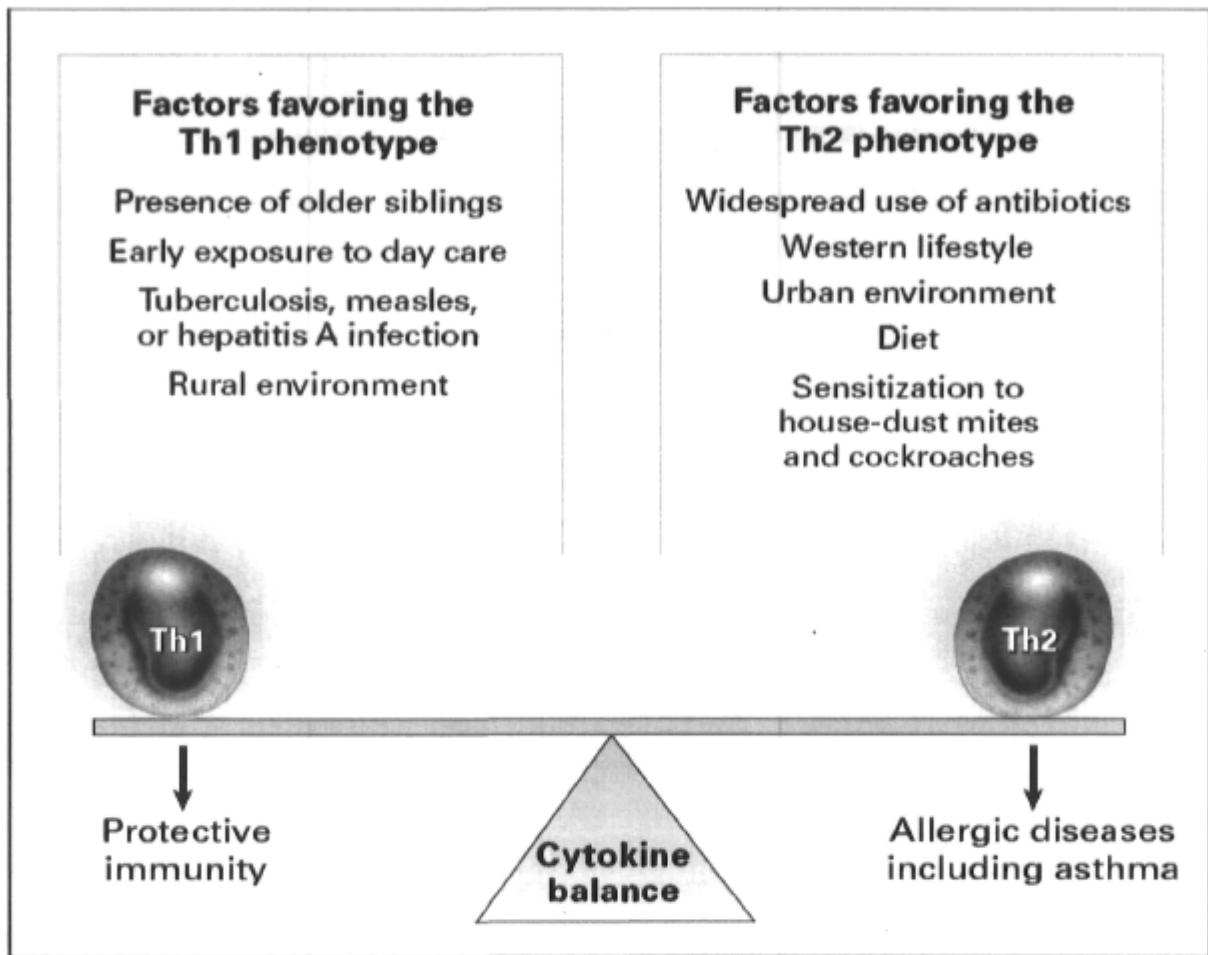 Factors favoring the
Th1 phenotype
Presence of older siblings
Early exposure to day care
Tuberculosis, measles,
or hepatitis A infection
Rural environment
Factors favoring the
Th2 phenotype
Widespread use of antibiotics
Western lifestyle
Urban environment
Diet
Sensitization to
house-dust mites
and cockroaches
Th1
Th2
Protective
immunity
Cytokine
balance
Allergic diseases
including asthma